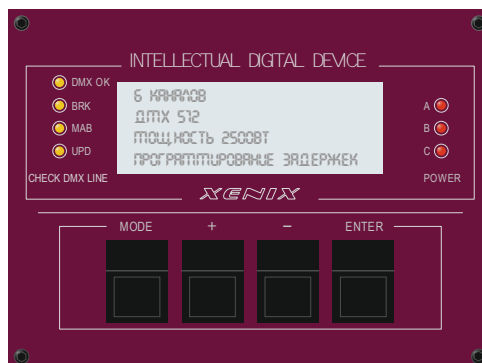 INTELLECTUAL DIGITAL DEVICE
DMX OK
BRK
MAB
UPD
CHECK DMX LINE
6 КАНАЛОВ
ДМХ 512
МОЩНОСТЬ 2500ВТ
ПРОГРАММИРОВАНИЕ ЗАДЕРЖЕК
A
B
C
POWER
XENIX
MODE + − ENTER